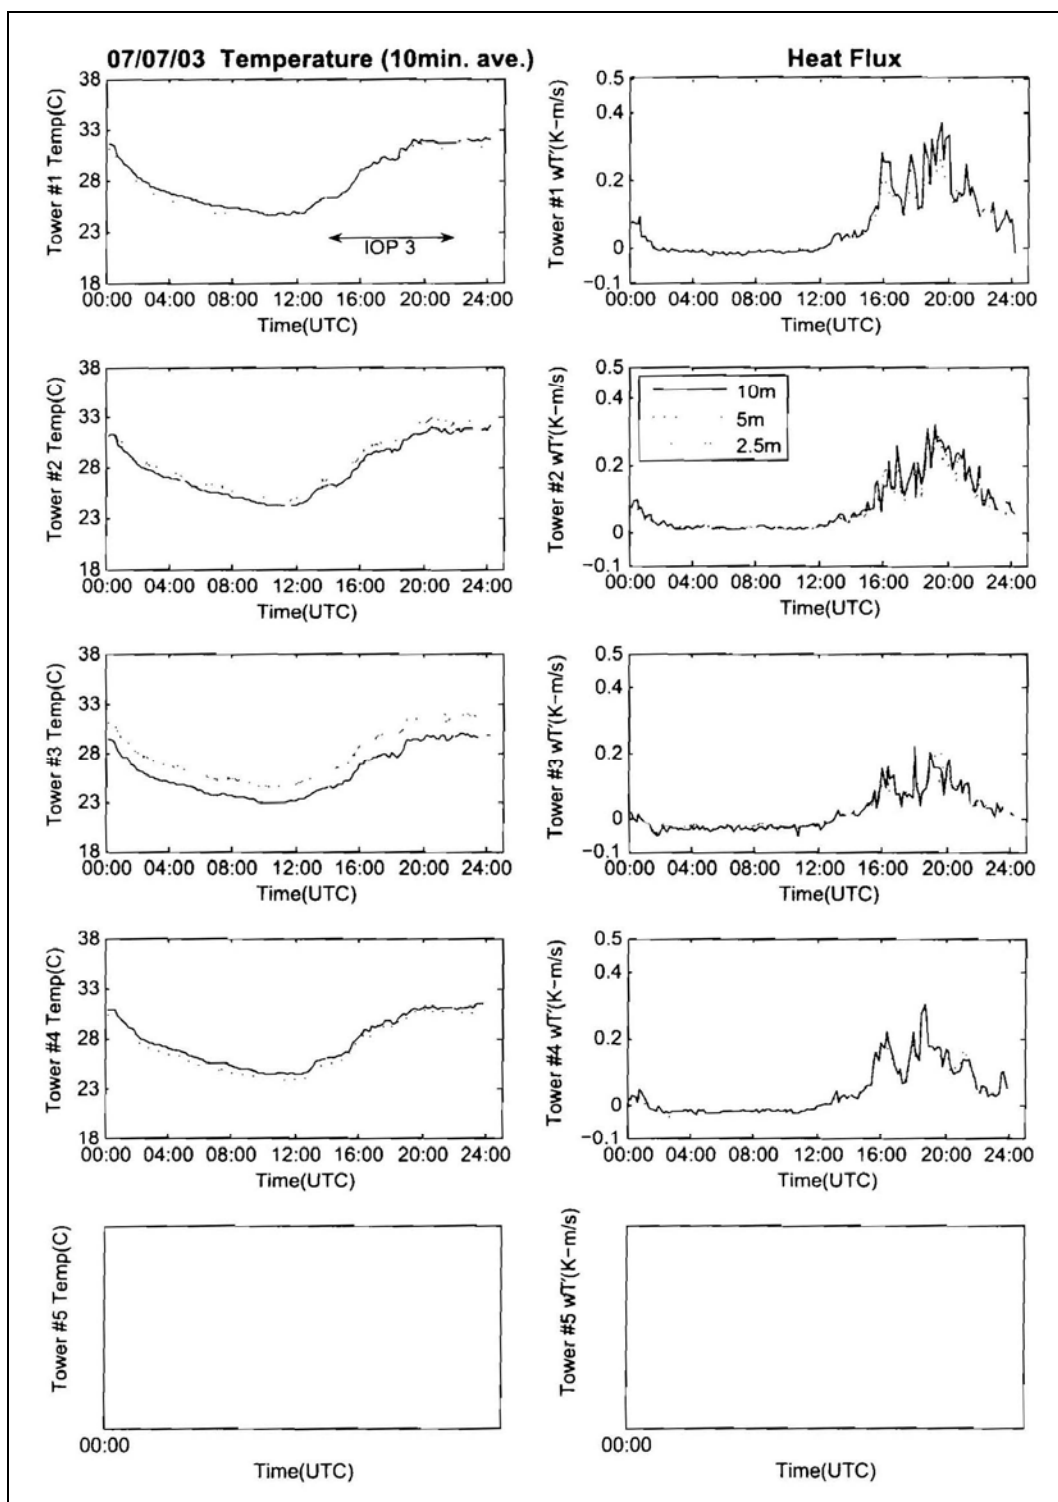 07/07/03 Temperature (10min. ave.)
Heat Flux
Tower #1 Temp(C)
38
33
28
23
18
IOP 3
00:00 04:00 08:00 12:00 16:00 20:00 24:00
Time(UTC)
Tower #1 wT'(K-m/s)
0.5
0.4
0.2
0
-0.1
00:00 04:00 08:00 12:00 16:00 20:00 24:00
Time(UTC)
Tower #2 Temp(C)
38
33
28
23
18
00:00 04:00 08:00 12:00 16:00 20:00 24:00
Time(UTC)
Tower #2 wT'(K-m/s)
0.5
0.4
0.2
0
-0.1
10m
5m
2.5m
00:00 04:00 08:00 12:00 16:00 20:00 24:00
Time(UTC)
Tower #3 Temp(C)
38
33
28
23
18
00:00 04:00 08:00 12:00 16:00 20:00 24:00
Time(UTC)
Tower #3 wT'(K-m/s)
0.5
0.4
0.2
0
-0.1
00:00 04:00 08:00 12:00 16:00 20:00 24:00
Time(UTC)
Tower #4 Temp(C)
38
33
28
23
18
00:00 04:00 08:00 12:00 16:00 20:00 24:00
Time(UTC)
Tower #4 wT'(K-m/s)
0.5
0.4
0.2
0
-0.1
00:00 04:00 08:00 12:00 16:00 20:00 24:00
Time(UTC)
Tower #5 Temp(C)
00:00
Time(UTC)
Tower #5 wT'(K-m/s)
00:00
Time(UTC)